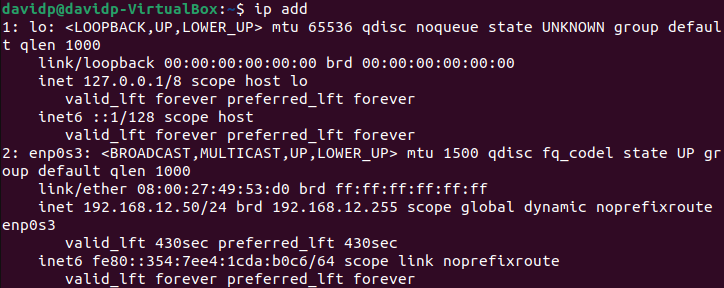 davidp@davidp-VirtualBox:~$ ip add
1: lo: <LOOPBACK,UP,LOWER_UP> mtu 65536 qdisc noqueue state UNKNOWN group defaul
t qlen 1000
    link/loopback 00:00:00:00:00:00 brd 00:00:00:00:00:00
    inet 127.0.0.1/8 scope host lo
       valid_lft forever preferred_lft forever
    inet6 ::1/128 scope host
       valid_lft forever preferred_lft forever
2: enp0s3: <BROADCAST,MULTICAST,UP,LOWER_UP> mtu 1500 qdisc fq_codel state UP gr
oup default qlen 1000
    link/ether 08:00:27:49:53:d0 brd ff:ff:ff:ff:ff:ff
    inet 192.168.12.50/24 brd 192.168.12.255 scope global dynamic noprefixroute
enp0s3
       valid_lft 430sec preferred_lft 430sec
    inet6 fe80::354:7ee4:1cda:b0c6/64 scope link noprefixroute
       valid_lft forever preferred_lft forever